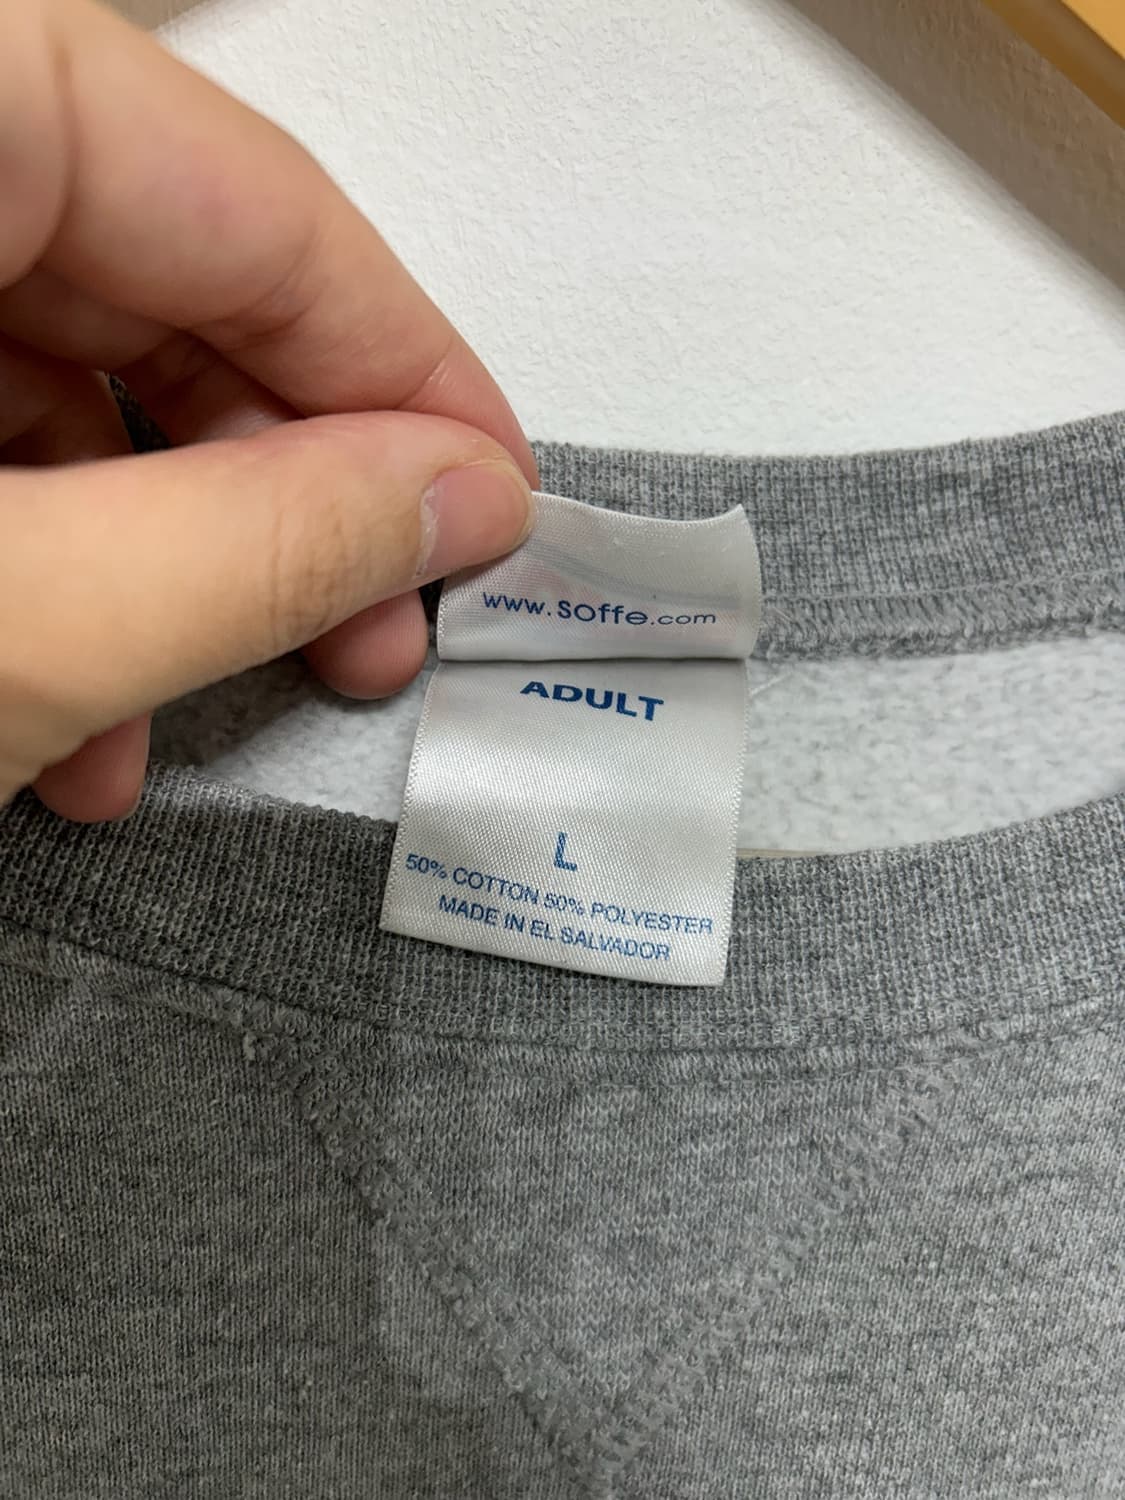 www.soffe.com
ADULT
L
50% COTTON 50% POLYESTER
MADE IN EL SALVADOR